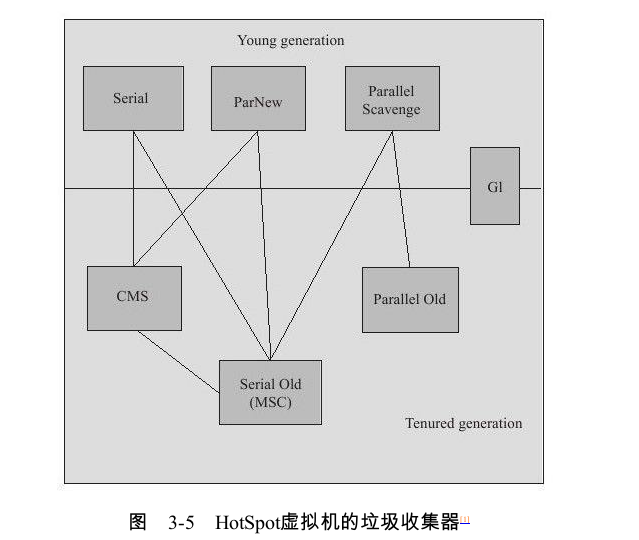 Young generation
Serial
ParNew
Parallel
Scavenge
Gl
CMS
Parallel Old
Serial Old
(MSC)
Tenured generation
图 3-5 HotSpot虚拟机的垃圾收集器[1]